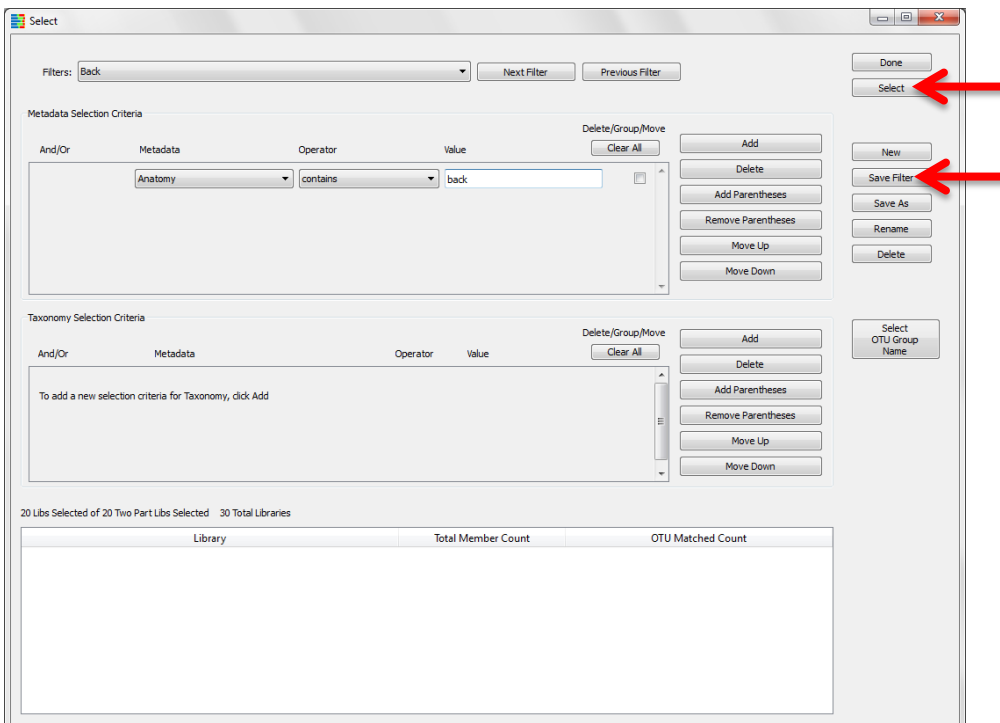 Select
Filters: Back Next Filter Previous Filter Done
Select
Metadata Selection Criteria
Delete/Group/Move
And/Or Metadata Operator Value Clear All Add
Anatomy contains back Delete
Add Parentheses
Remove Parentheses
Move Up
Move Down
New
Save Filter
Save As
Rename
Delete
Taxonomy Selection Criteria
Delete/Group/Move
And/Or Metadata Operator Value Clear All Add
To add a new selection criteria for Taxonomy, click Add
Delete
Add Parentheses
Remove Parentheses
Move Up
Move Down
Select
OTU Group
Name
20 Libs Selected of 20 Two Part Libs Selected 30 Total Libraries
Library Total Member Count OTU Matched Count